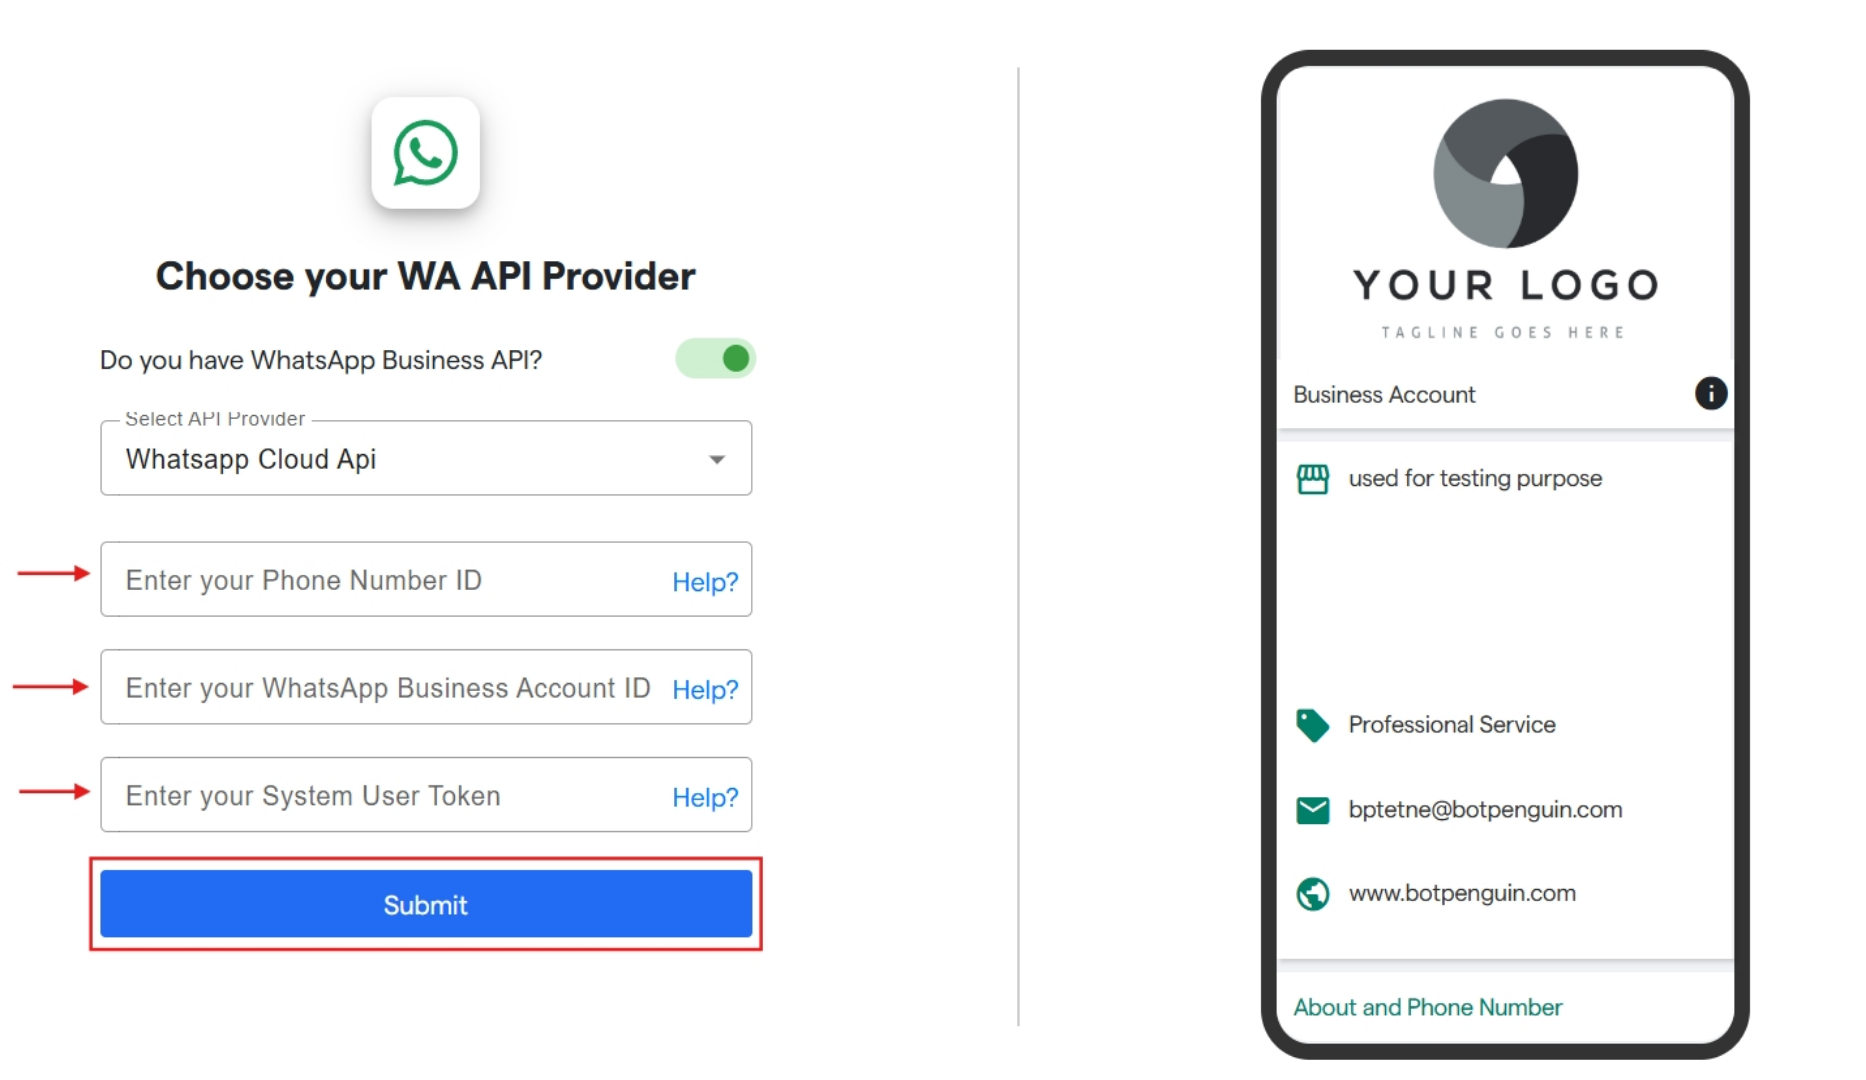 Choose your WA API Provider
Do you have WhatsApp Business API?
Select API Provider
Whatsapp Cloud Api
Enter your Phone Number ID Help?
Enter your WhatsApp Business Account ID Help?
Enter your System User Token Help?
Submit
YOUR LOGO
TAGLINE GOES HERE
Business Account
used for testing purpose
Professional Service
bptetne@botpenguin.com
www.botpenguin.com
About and Phone Number